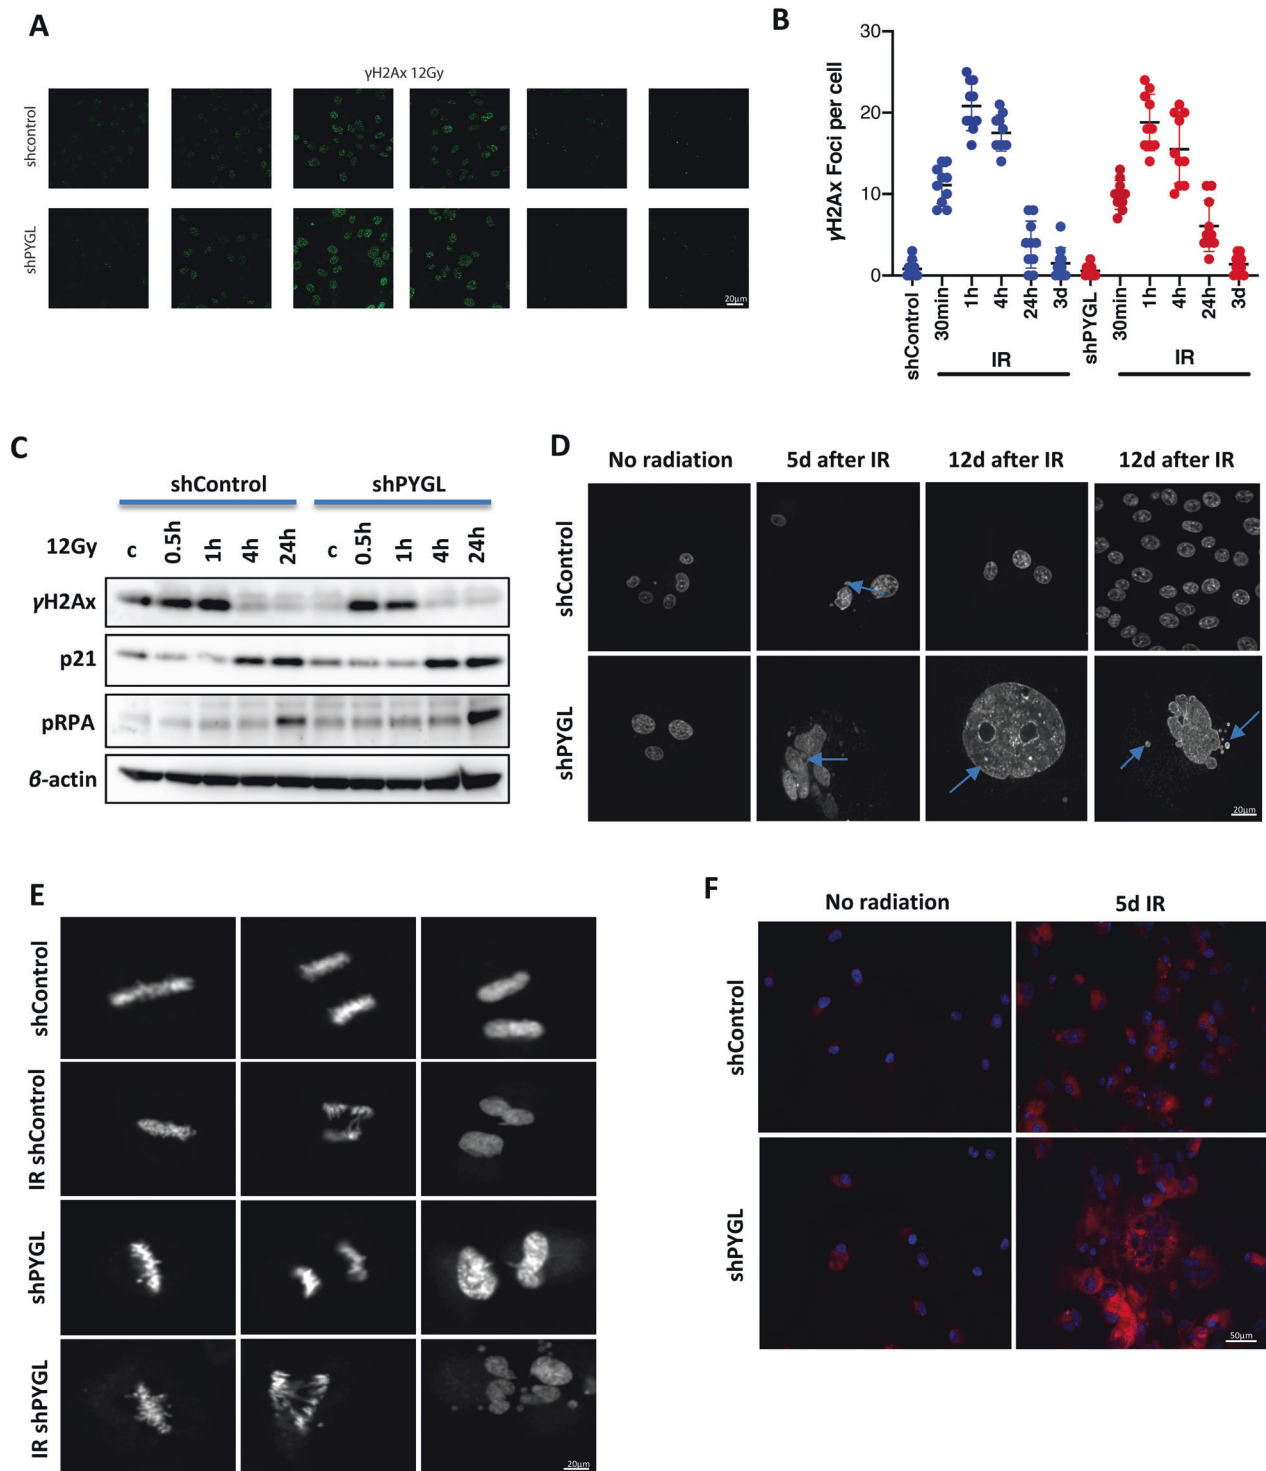 A
γH2Ax 12Gy
shcontrol
shPYGL
20μm
B
γH2Ax Foci per cell
30
20
10
0
shControl
30min
1h
4h
24h
3d
shPYGL
30min
1h
4h
24h
3d
IR
IR
C
shControl
shPYGL
12Gy
c
0.5h
1h
4h
24h
c
0.5h
1h
4h
24h
γH2Ax
p21
pRPA
β-actin
D
No radiation
5d after IR
12d after IR
12d after IR
shControl
shPYGL
20μm
E
shControl
IR shControl
shPYGL
IR shPYGL
20μm
F
No radiation
5d IR
shControl
shPYGL
50μm